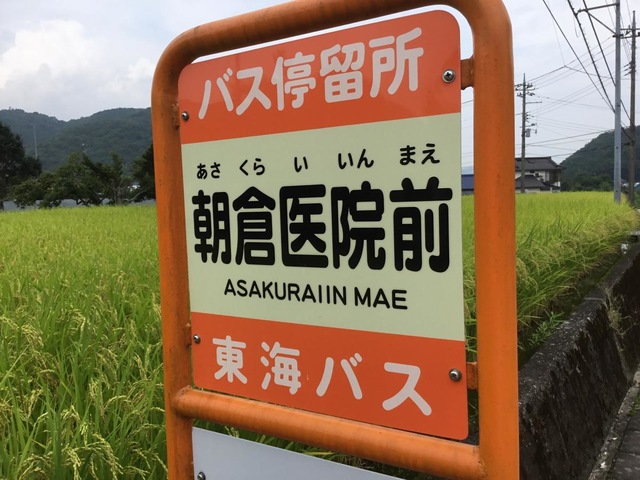 バス停留所
あさ くら い いん まえ
朝倉医院前
ASAKURAIIN MAE
東海バス